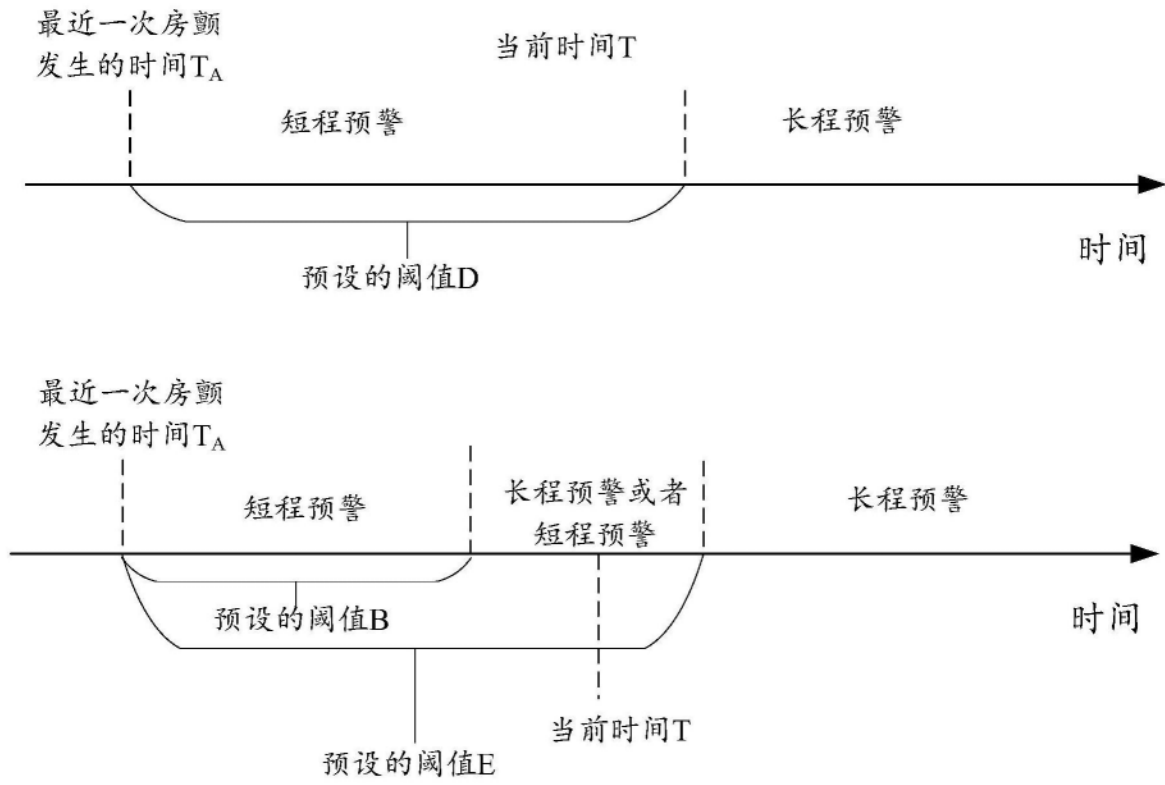 最近一次房颤
发生的时间TA
当前时间T
短程预警
长程预警
时间
预设的阈值D
最近一次房颤
发生的时间TA
短程预警
长程预警或者
短程预警
长程预警
预设的阈值B
时间
当前时间T
预设的阈值E